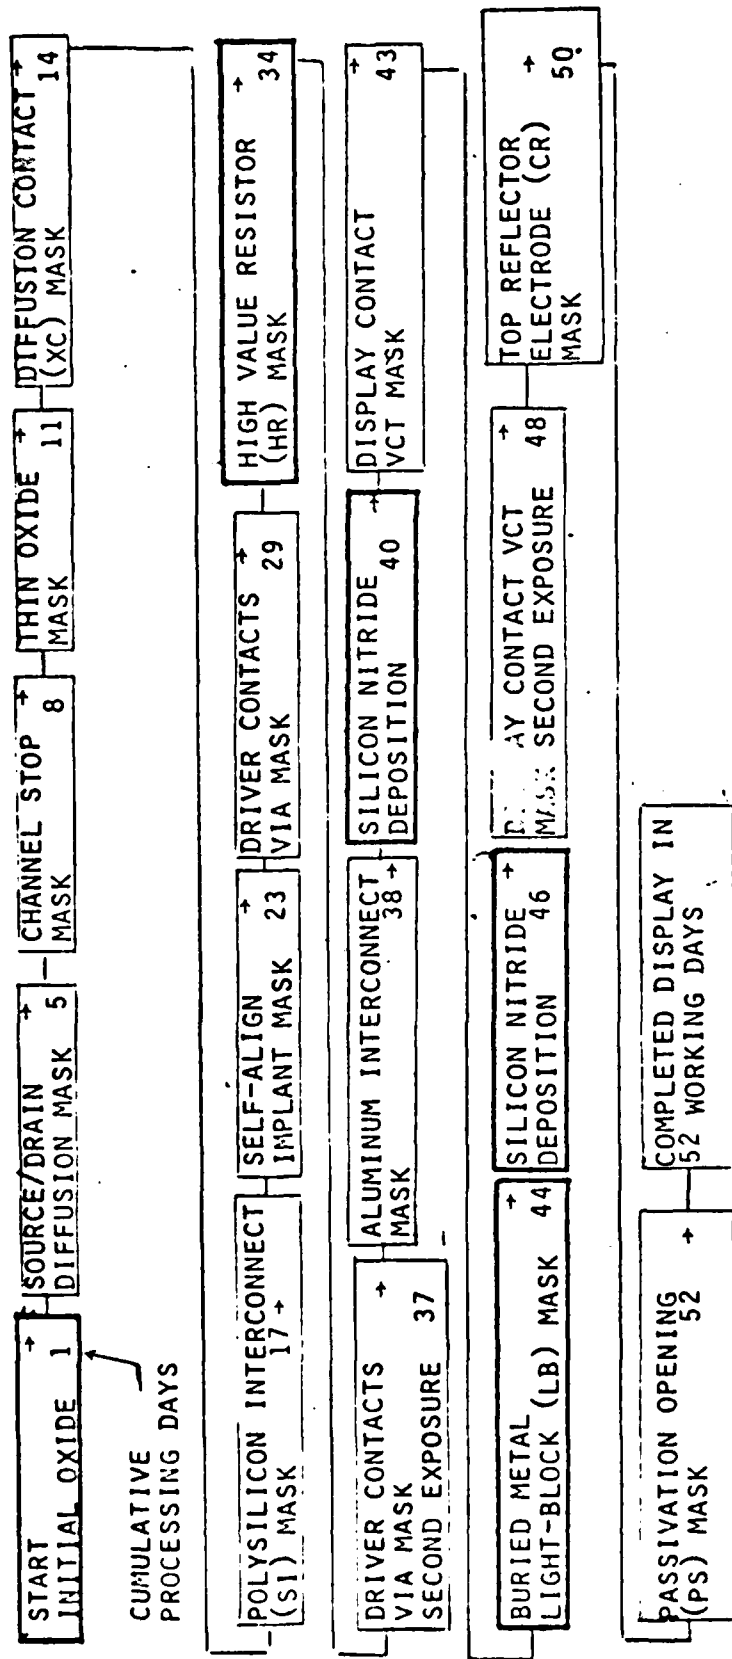 START →
INITIAL OXIDE 1
SOURCE/DRAIN →
DIFFUSION MASK 5
CHANNEL STOP →
MASK 8
THIN OXIDE →
MASK 11
DIFFUSION CONTACT →
(XC) MASK 14
CUMULATIVE
PROCESSING DAYS
POLYSILICON INTERCONNECT
(SI) MASK 17 →
SELF-ALIGN →
IMPLANT MASK 23
DRIVER CONTACTS →
VIA MASK 29
HIGH VALUE RESISTOR →
(HR) MASK 34
DRIVER CONTACTS →
VIA MASK
SECOND EXPOSURE 37
ALUMINUM INTERCONNECT
MASK 38 →
SILICON NITRIDE →
DEPOSITION 40
DISPLAY CONTACT →
VCT MASK 43
BURIED METAL →
LIGHT-BLOCK (LB) MASK 44
SILICON NITRIDE →
DEPOSITION 46
AY CONTACT VCT →
MASK SECOND EXPOSURE 48
TOP REFLECTOR →
ELECTRODE (CR)
MASK 50
PASSIVATION OPENING →
(PS) MASK 52
COMPLETED DISPLAY IN
52 WORKING DAYS